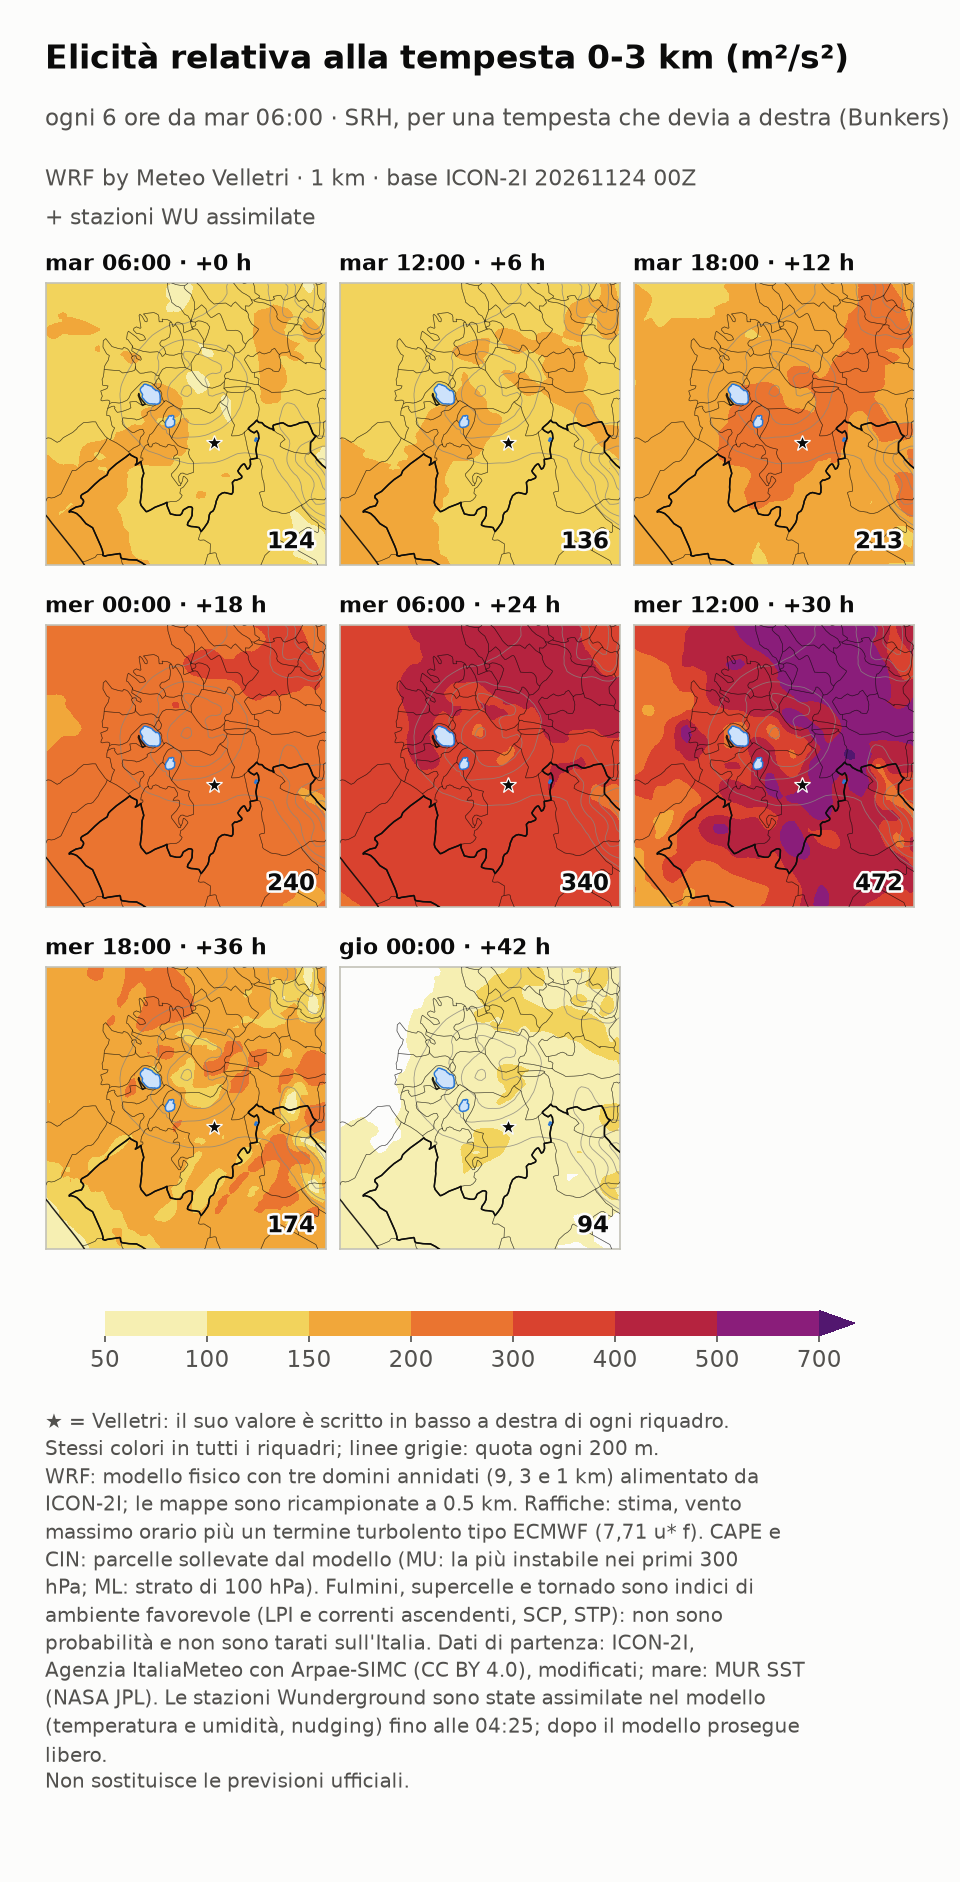 Elicità relativa alla tempesta 0-3 km (m²/s²)
ogni 6 ore da mar 06:00 · SRH, per una tempesta che devia a destra (Bunkers)
WRF by Meteo Velletri · 1 km · base ICON-2I 20261124 00Z
+ stazioni WU assimilate
mar 06:00 · +0 h
mar 12:00 · +6 h
mar 18:00 · +12 h
124
136
213
mer 00:00 · +18 h
mer 06:00 · +24 h
mer 12:00 · +30 h
240
340
472
mer 18:00 · +36 h
gio 00:00 · +42 h
174
94
50 100 150 200 300 400 500 700
★ = Velletri: il suo valore è scritto in basso a destra di ogni riquadro.
Stessi colori in tutti i riquadri; linee grigie: quota ogni 200 m.
WRF: modello fisico con tre domini annidati (9, 3 e 1 km) alimentato da
ICON-2I; le mappe sono ricampionate a 0.5 km. Raffiche: stima, vento
massimo orario più un termine turbolento tipo ECMWF (7,71 u* f). CAPE e
CIN: parcelle sollevate dal modello (MU: la più instabile nei primi 300
hPa; ML: strato di 100 hPa). Fulmini, supercelle e tornado sono indici di
ambiente favorevole (LPI e correnti ascendenti, SCP, STP): non sono
probabilità e non sono tarati sull'Italia. Dati di partenza: ICON-2I,
Agenzia ItaliaMeteo con Arpae-SIMC (CC BY 4.0), modificati; mare: MUR SST
(NASA JPL). Le stazioni Wunderground sono state assimilate nel modello
(temperatura e umidità, nudging) fino alle 04:25; dopo il modello prosegue
libero.
Non sostituisce le previsioni ufficiali.